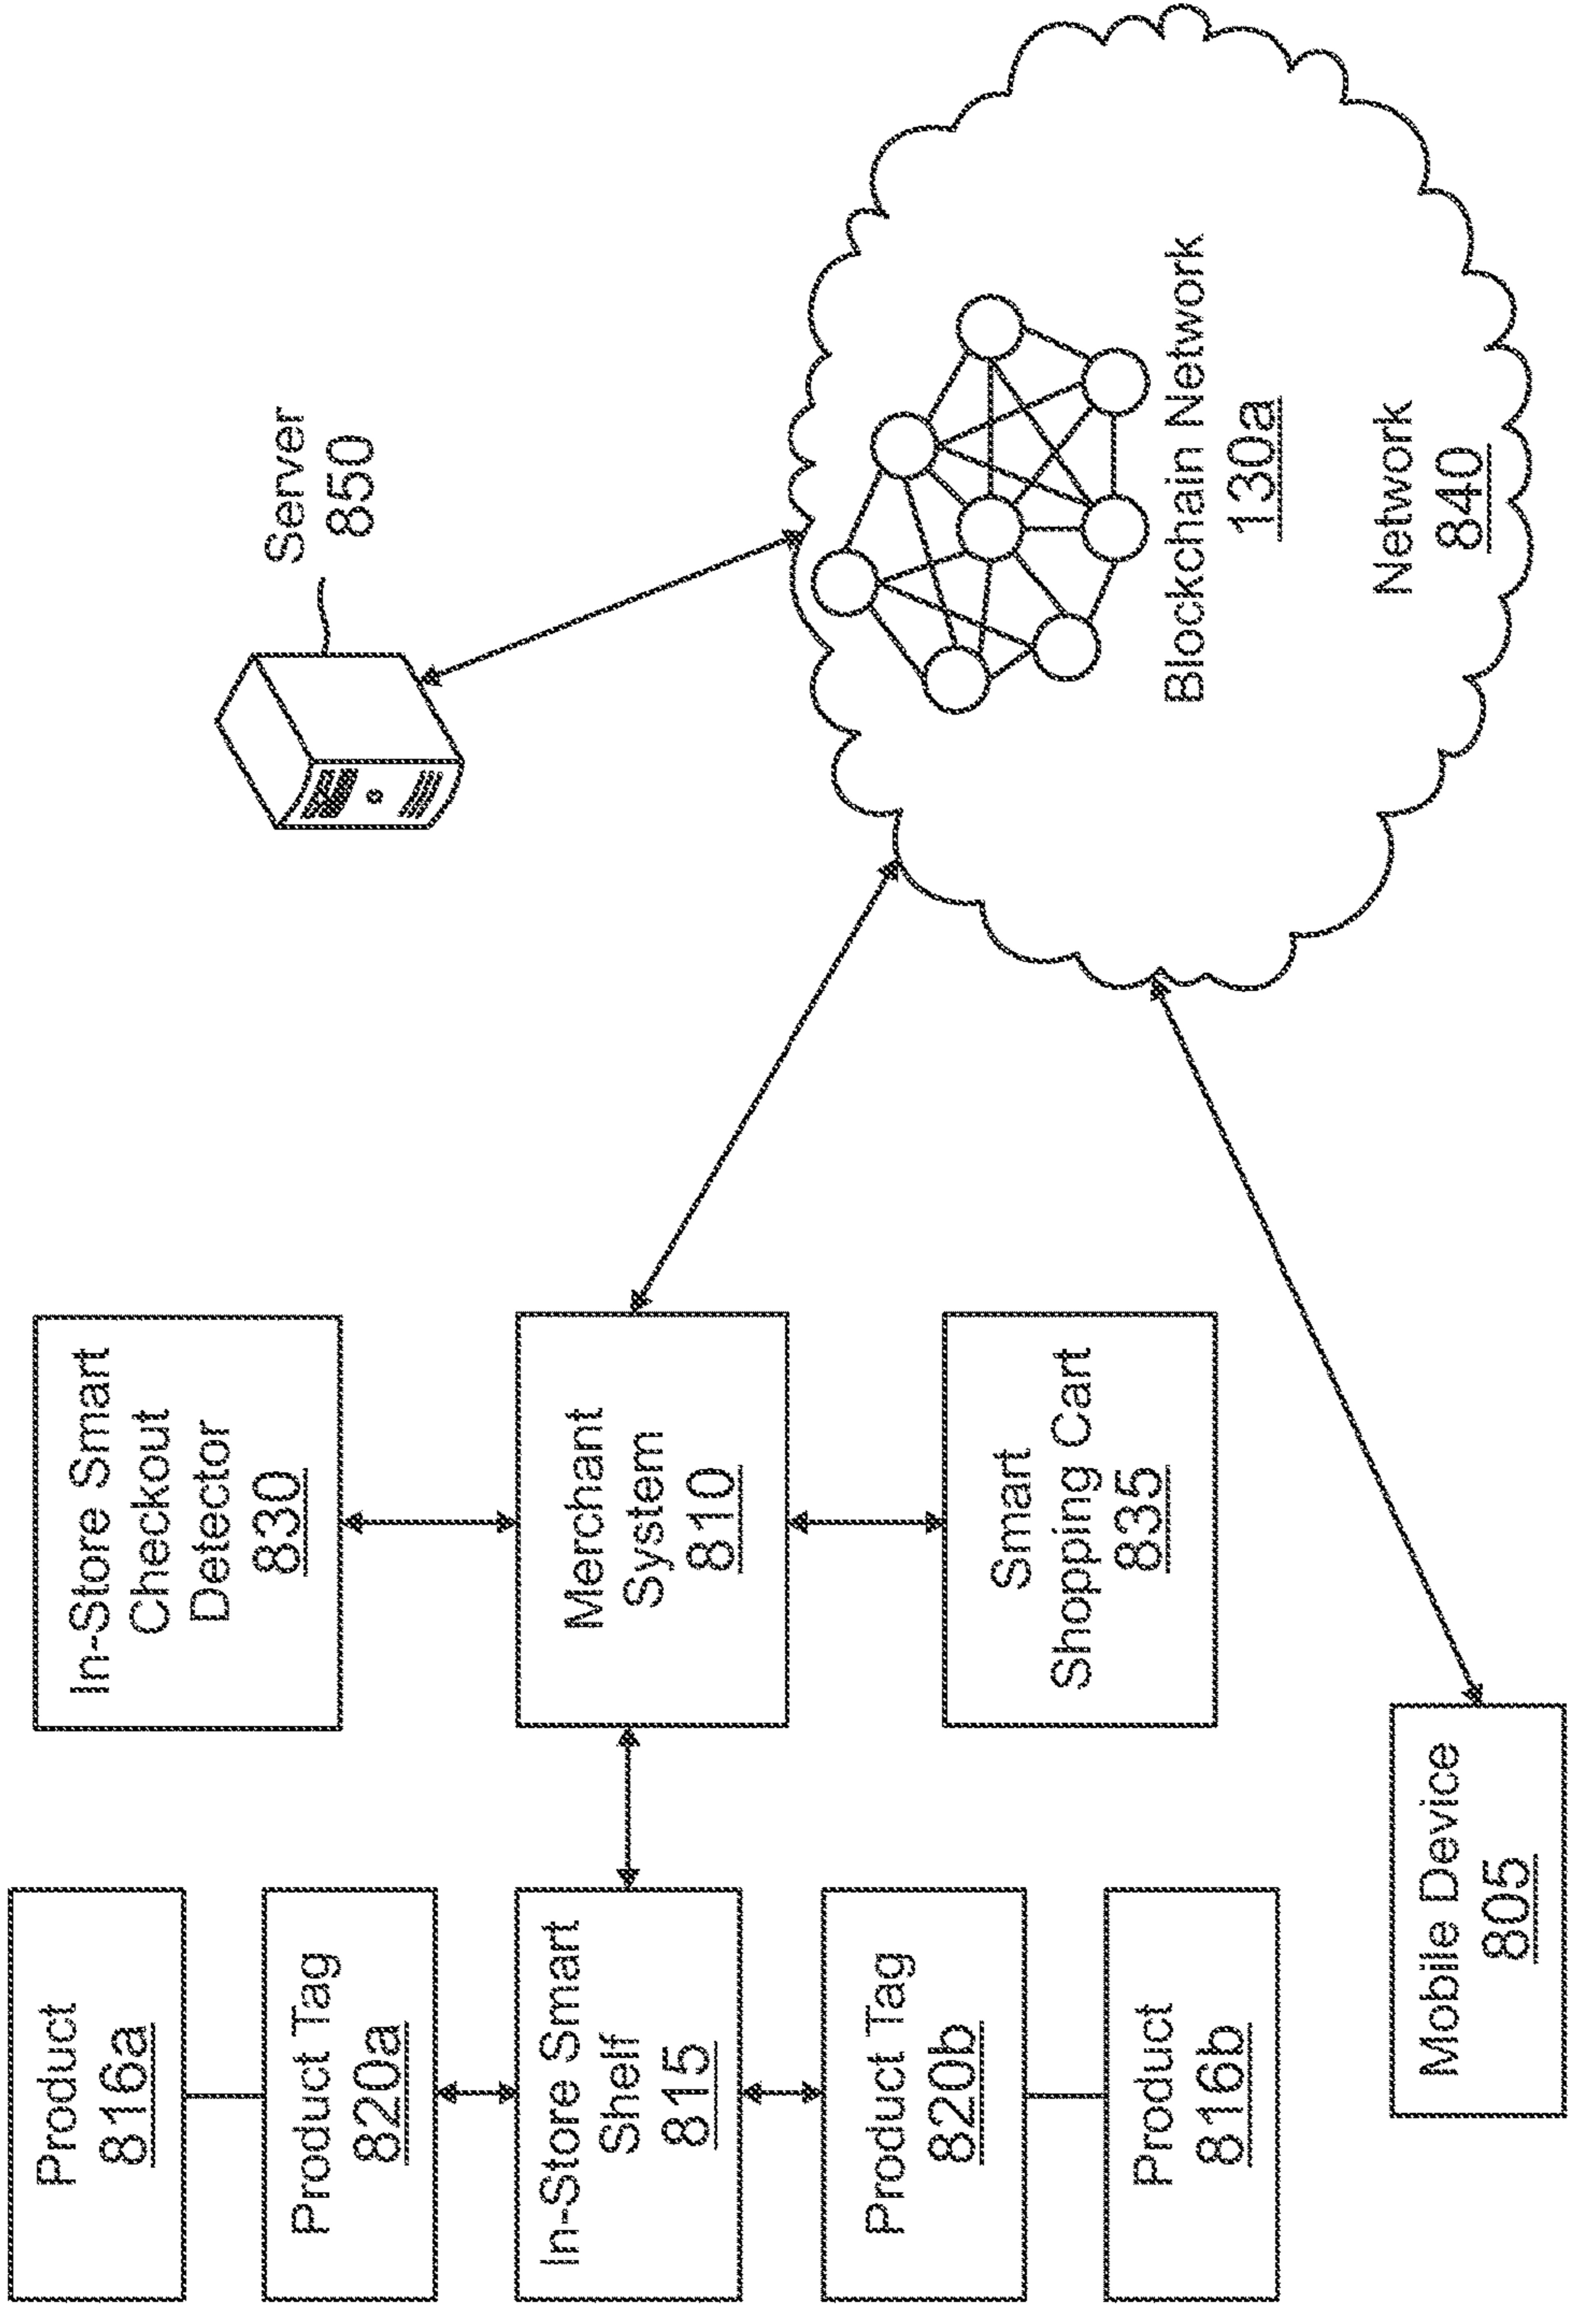 Product
816a
Product Tag
820a
In-Store Smart
Shelf
815
Product Tag
820b
Product
816b
In-Store Smart
Checkout
Detector
830
Merchant
System
810
Smart
Shopping Cart
835
Mobile Device
805
Server
850
Blockchain Network
130a
Network
840